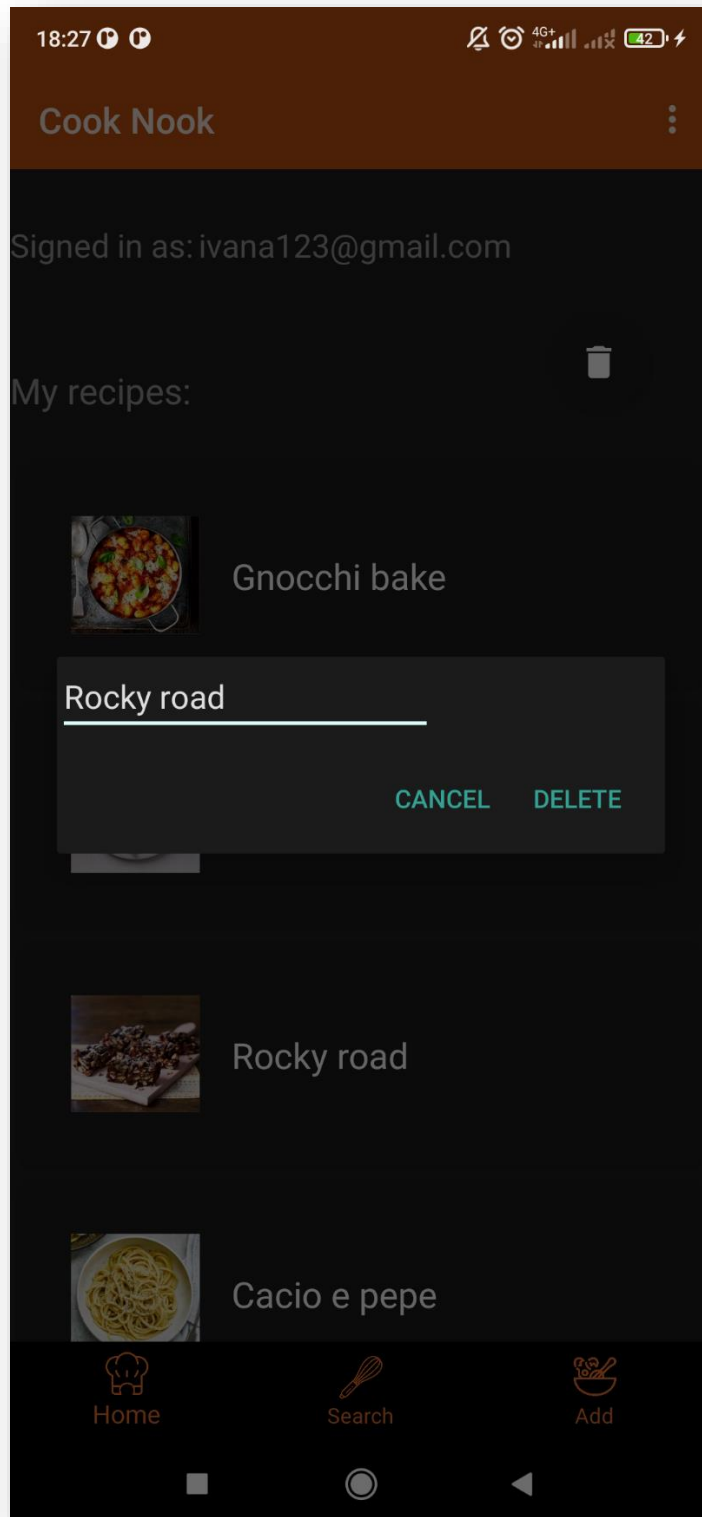 18:27 4G+ 42
Cook Nook
Signed in as: ivana123@gmail.com
My recipes:
Gnocchi bake
Rocky road
CANCEL DELETE
Rocky road
Cacio e pepe
Home Search Add